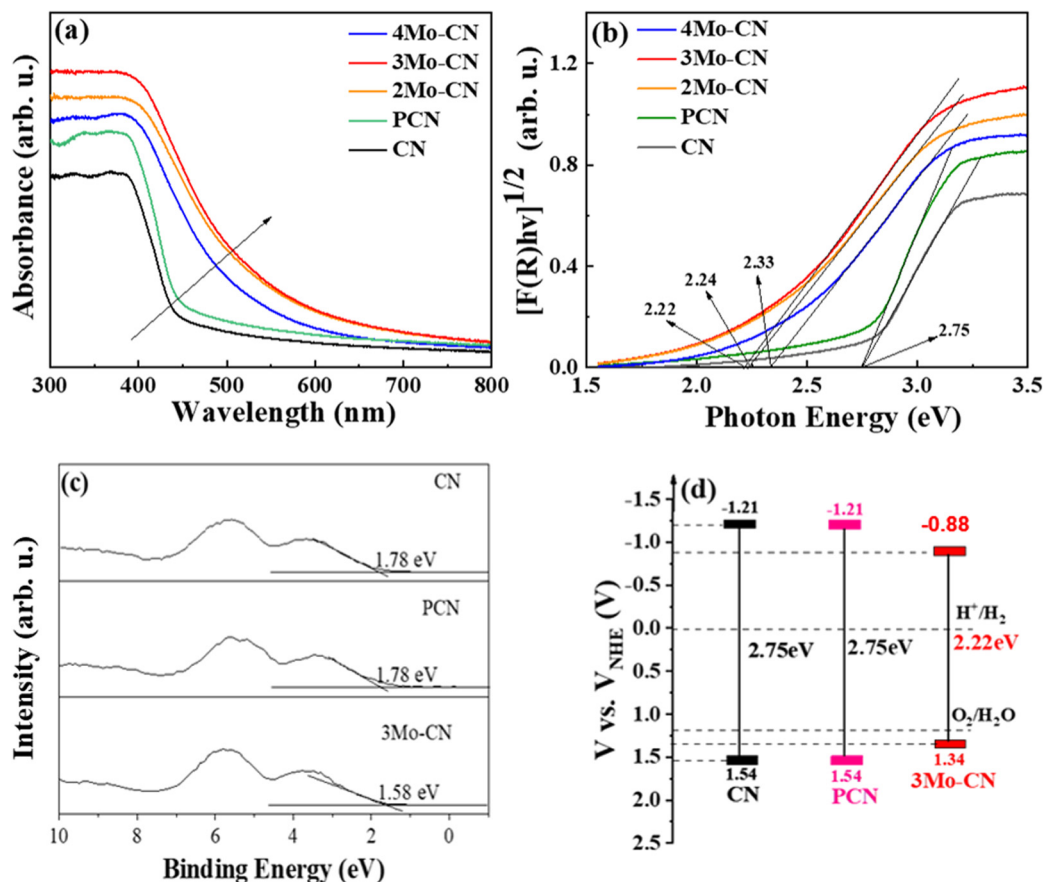 (a)
4Mo-CN
3Mo-CN
2Mo-CN
PCN
CN
Absorbance (arb. u.)
300 400 500 600 700 800
Wavelength (nm)
(b)
4Mo-CN
3Mo-CN
2Mo-CN
PCN
CN
[F(R)hv]^1/2 (arb. u.)
1.2
0.8
0.4
0.0
2.33
2.24
2.22
2.75
1.5 2.0 2.5 3.0 3.5
Photon Energy (eV)
(c)
CN
1.78 eV
PCN
1.78 eV
3Mo-CN
1.58 eV
Intensity (arb. u.)
10 8 6 4 2 0
Binding Energy (eV)
(d)
V vs. V_NHE (V)
-1.5
-1.0
-0.5
0.0
0.5
1.0
1.5
2.0
2.5
-1.21
-1.21
-0.88
H⁺/H₂
2.75eV
2.75eV
2.22eV
O₂/H₂O
1.54
1.54
1.34
CN
PCN
3Mo-CN